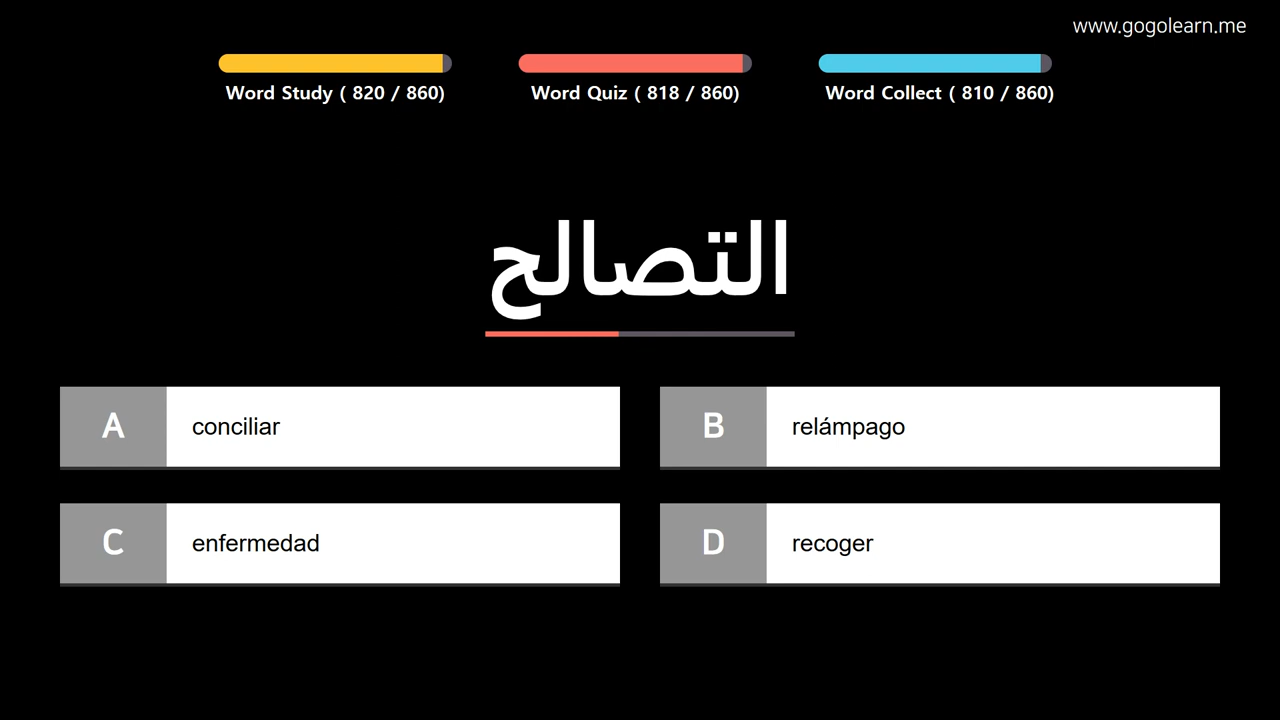 www.gogolearn.me
Word Study ( 820 / 860)
Word Quiz ( 818 / 860)
Word Collect ( 810 / 860)
التصالح
A conciliar
B relámpago
C enfermedad
D recoger